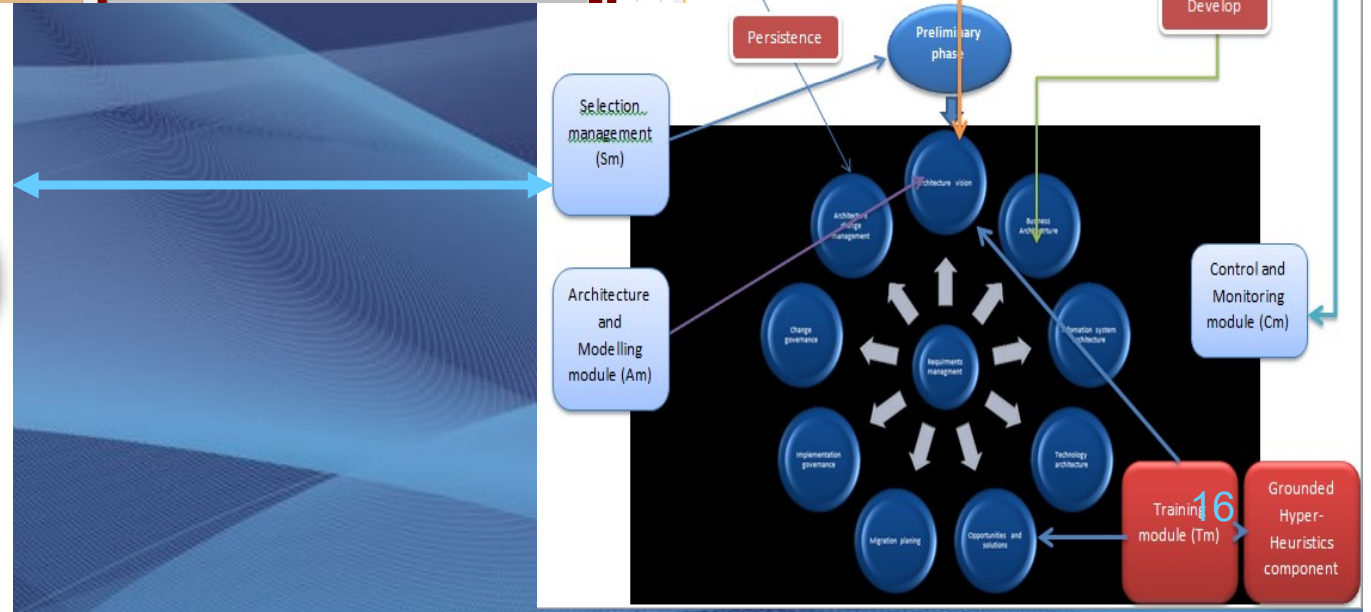 Develop
Persistence
Preliminary
phase
Selection
management
(Sm)
Architecture vision
Architecture
change
management
Business
Architecture
Architecture
and
Modelling
module (Am)
Control and
Monitoring
module (Cm)
Change
governance
Infomation system
architecture
Requirments
managment
Implementation
governance
Technology
architecture
Migration planing
Opportunities and
solutions
Training
module (Tm)
16
Grounded
Hyper-
Heuristics
component